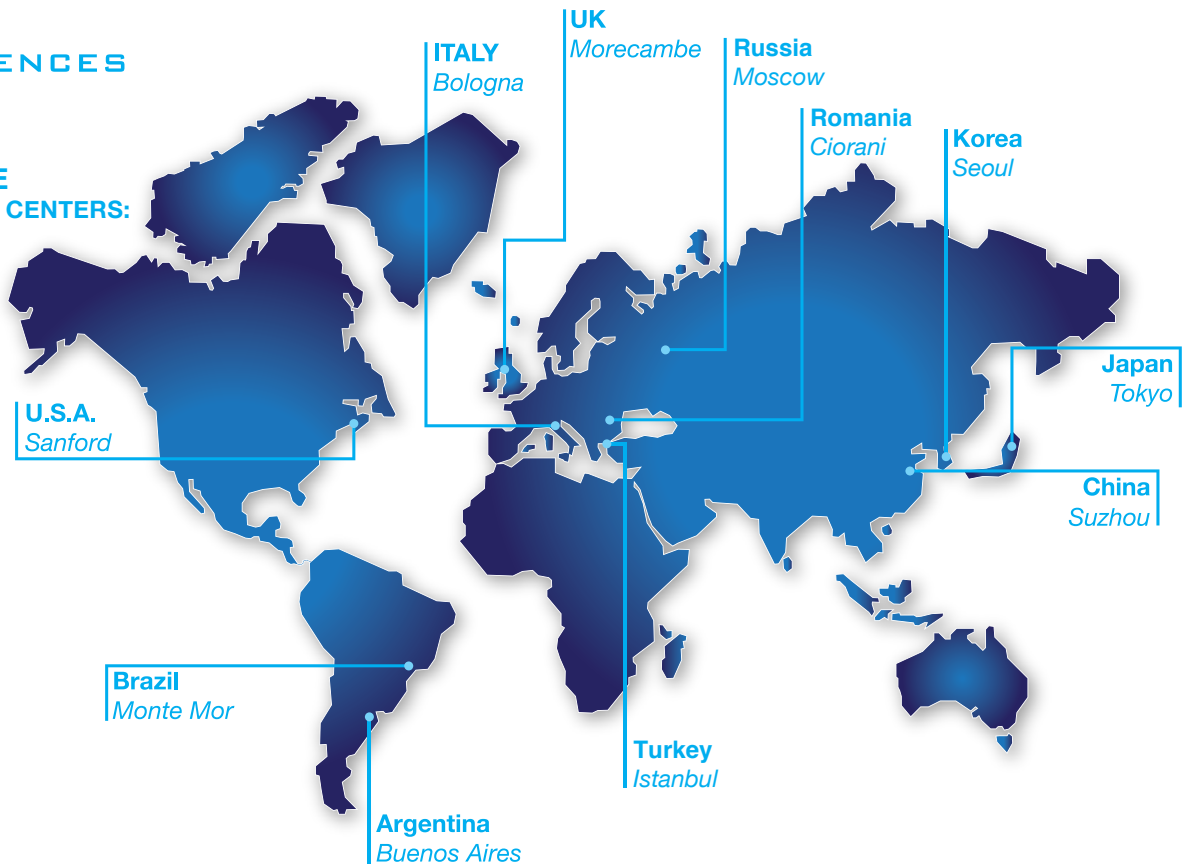 ENCES
E
CENTERS:
UK
Morecambe
ITALY
Bologna
Russia
Moscow
Romania
Ciorani
Korea
Seoul
Japan
Tokyo
U.S.A.
Sanford
China
Suzhou
Brazil
Monte Mor
Turkey
Istanbul
Argentina
Buenos Aires